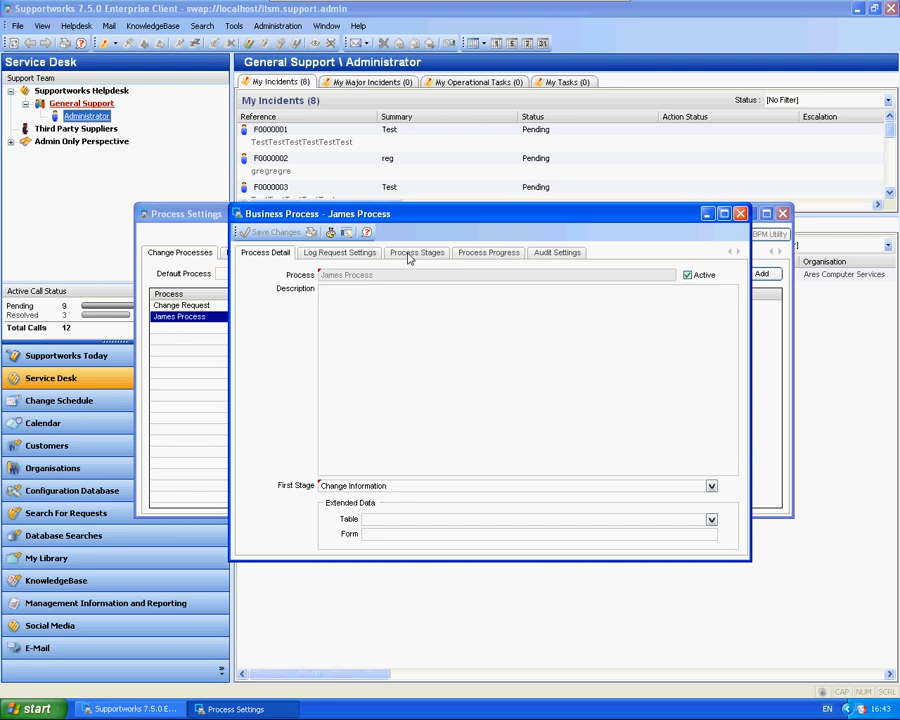 Supportworks 7.5.0 Enterprise Client - swap://localhost/itsm.support.admin
File View Helpdesk Mail KnowledgeBase Search Tools Administration Window Help
Service Desk
General Support \ Administrator
Support Team
Supportworks Helpdesk
General Support
Administrator
Third Party Suppliers
Admin Only Perspective
My Incidents (8) My Major Incidents (0) My Operational Tasks (0) My Tasks (0)
My Incidents (8)
Status : [No Filter]
Reference Summary Status Action Status Escalation
F0000001 Test Pending
TestTestTestTestTestTest
F0000002 reg Pending
gregregre
F0000003 Test Pending
Process Settings
Business Process - James Process
Save Changes
BPM Utility
Change Processes
Process Detail Log Request Settings Process Stages Process Progress Audit Settings
Organisation
Default Process
Process James Process Active
Add
Ares Computer Services
Description
Process
Change Request
James Process
Active Call Status
Pending 9
Resolved 3
Total Calls 12
Supportworks Today
Service Desk
Change Schedule
Calendar
Customers
Organisations
Configuration Database
Search For Requests
Database Searches
My Library
KnowledgeBase
Management Information and Reporting
Social Media
E-Mail
First Stage Change Information
Extended Data
Table
Form
CAP NUM SCRL
start
Supportworks 7.5.0 E...
Process Settings
EN
16:43